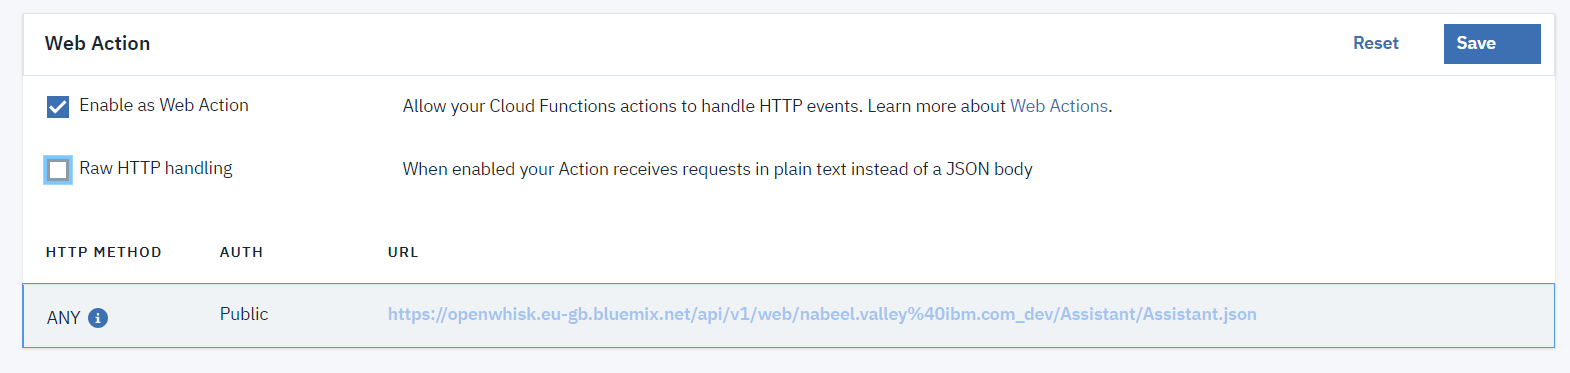 Web Action Reset Save
Enable as Web Action Allow your Cloud Functions actions to handle HTTP events. Learn more about Web Actions.
Raw HTTP handling When enabled your Action receives requests in plain text instead of a JSON body
HTTP METHOD AUTH URL
ANY i Public https://openwhisk.eu-gb.bluemix.net/api/v1/web/nabeel.valley%40ibm.com_dev/Assistant/Assistant.json